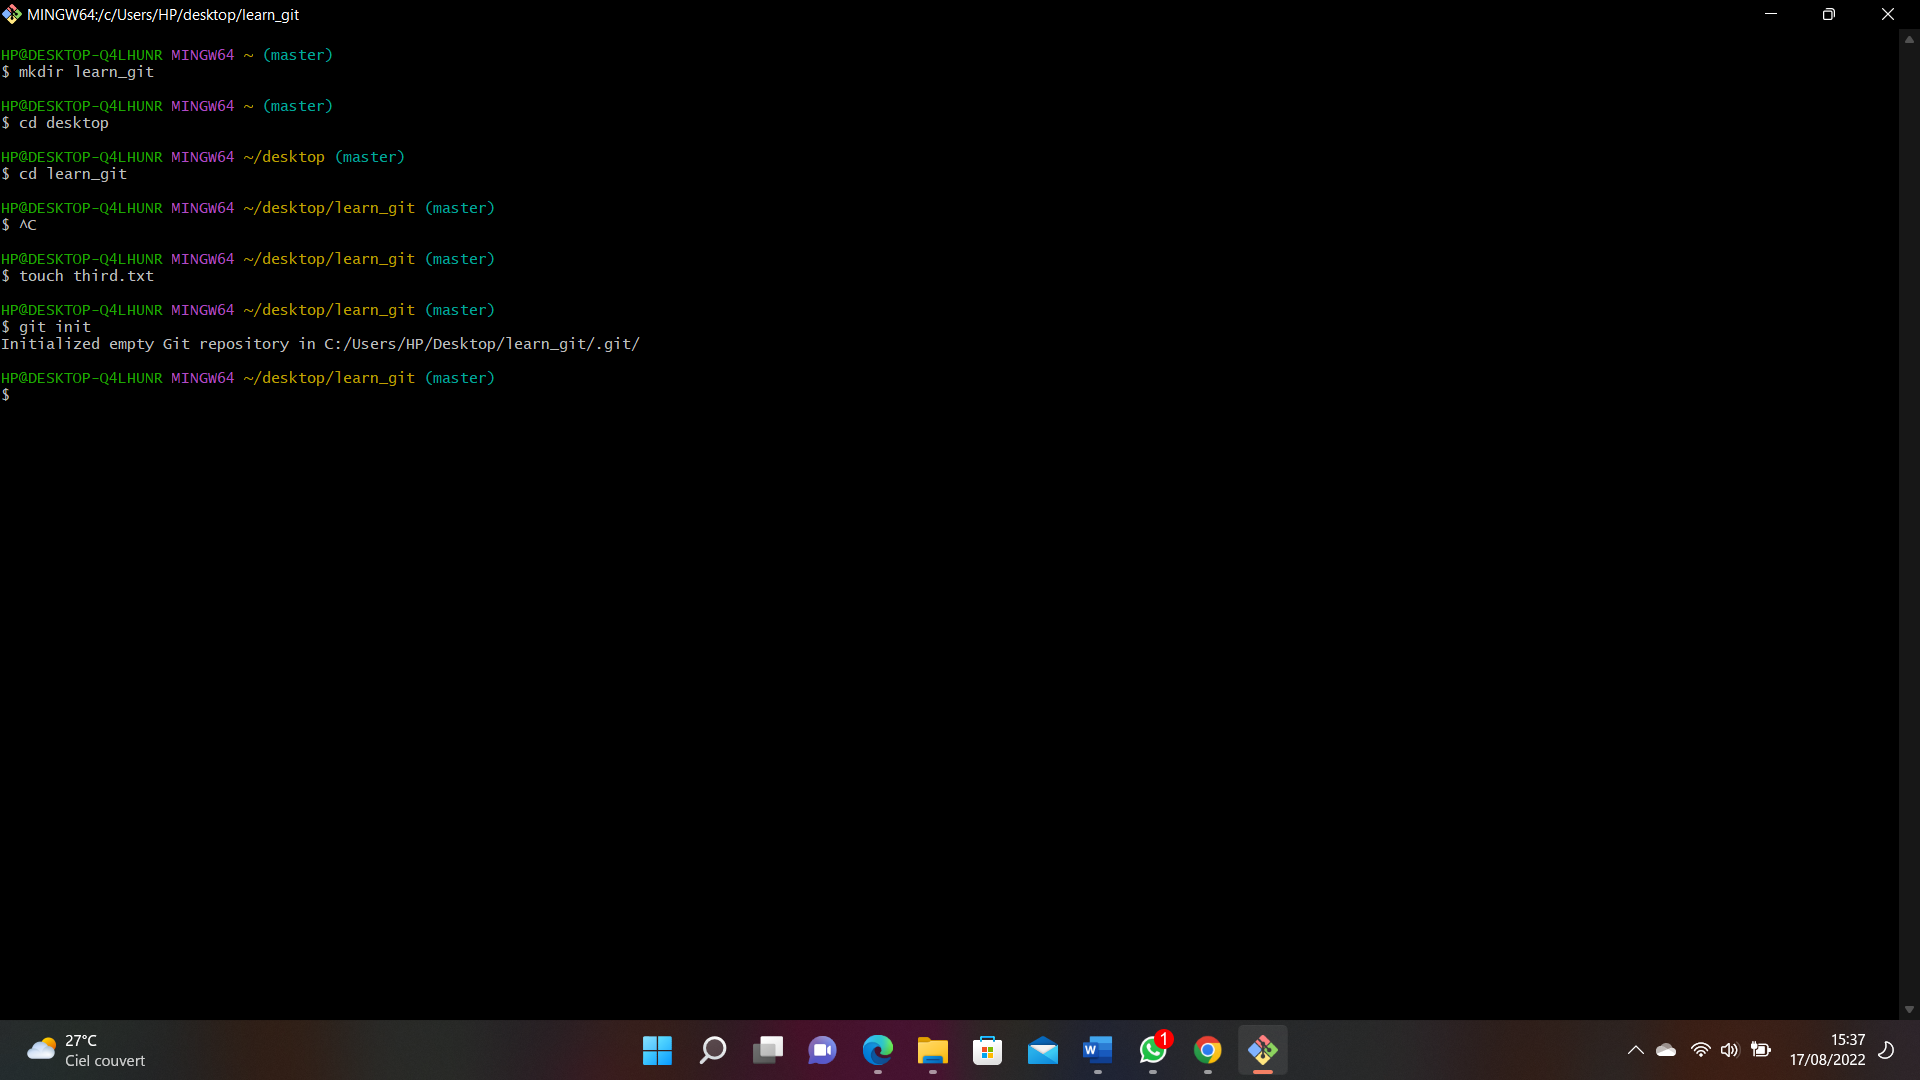 MINGW64:/c/Users/HP/desktop/learn_git
HP@DESKTOP-Q4LHUNR MINGW64 ~ (master)
$ mkdir learn_git
HP@DESKTOP-Q4LHUNR MINGW64 ~ (master)
$ cd desktop
HP@DESKTOP-Q4LHUNR MINGW64 ~/desktop (master)
$ cd learn_git
HP@DESKTOP-Q4LHUNR MINGW64 ~/desktop/learn_git (master)
$ ^C
HP@DESKTOP-Q4LHUNR MINGW64 ~/desktop/learn_git (master)
$ touch third.txt
HP@DESKTOP-Q4LHUNR MINGW64 ~/desktop/learn_git (master)
$ git init
Initialized empty Git repository in C:/Users/HP/Desktop/learn_git/.git/
HP@DESKTOP-Q4LHUNR MINGW64 ~/desktop/learn_git (master)
$
27°C
Ciel couvert
W
1
15:37
17/08/2022